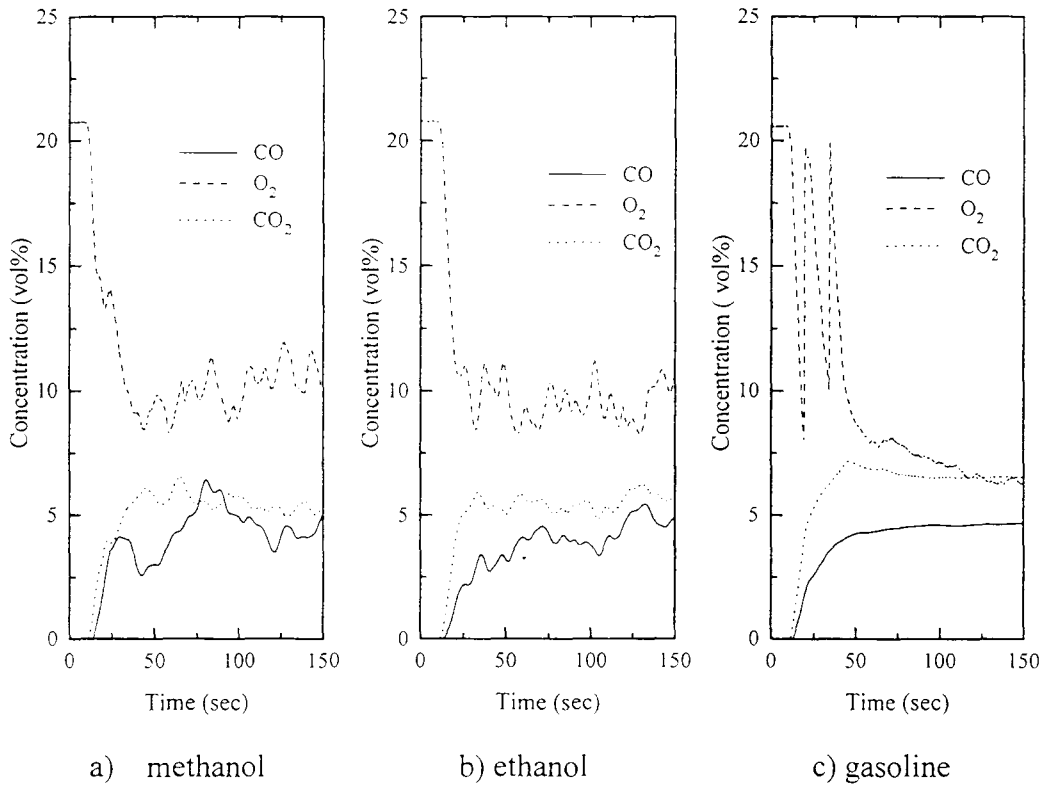 25
20
15
10
5
0
Concentration (vol%)
CO
O2
CO2
0 50 100 150
Time (sec)
a) methanol
25
20
15
10
5
0
Concentration (vol%)
CO
O2
CO2
0 50 100 150
Time (sec)
b) ethanol
25
20
15
10
5
0
Concentration ( vol%)
CO
O2
CO2
0 50 100 150
Time (sec)
c) gasoline